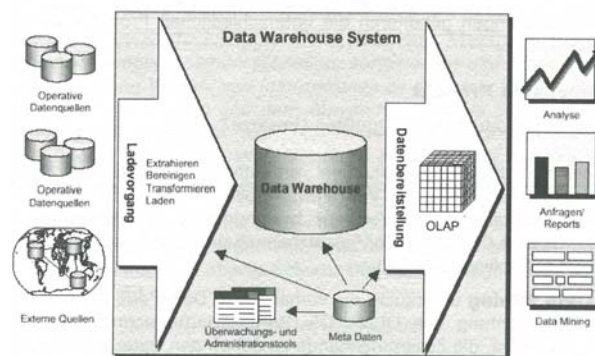 Data Warehouse System
Operative
Datenquellen
Operative
Datenquellen
Externe Quellen
Ladevorgang
Extrahieren
Bereinigen
Transformieren
Laden
Data Warehouse
Überwachungs- und
Administrationstools
Meta Daten
Datenbereitstellung
OLAP
Analyse
Anfragen/
Reports
Data Mining